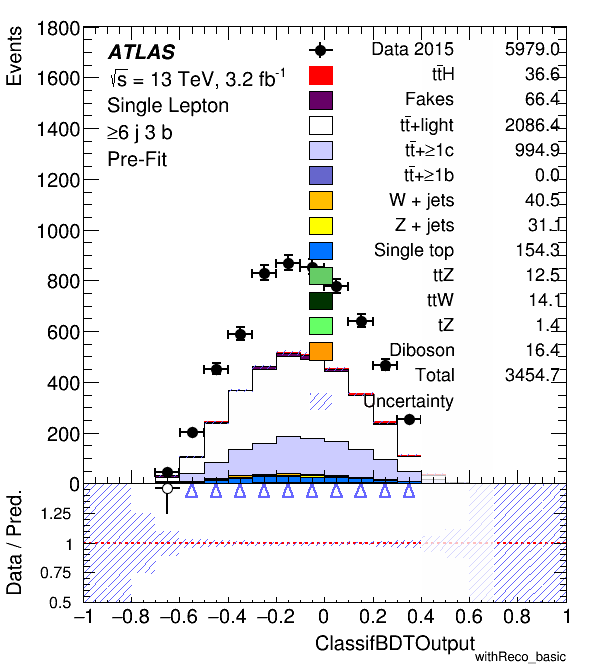 Events
1800
1600
1400
1200
1000
800
600
400
200
0
ATLAS
√s = 13 TeV, 3.2 fb⁻¹
Single Lepton
≥6 j 3 b
Pre-Fit
Data 2015 5979.0
tt̄H 36.6
Fakes 66.4
tt̄+light 2086.4
tt̄+≥1c 994.9
tt̄+≥1b 0.0
W + jets 40.5
Z + jets 31.1
Single top 154.3
ttZ 12.5
ttW 14.1
tZ 1.4
Diboson 16.4
Total 3454.7
Uncertainty
Data / Pred.
1.25
1
0.75
0.5
−1 −0.8 −0.6 −0.4 −0.2 0 0.2 0.4 0.6 0.8 1
ClassifBDTOutput
withReco_basic